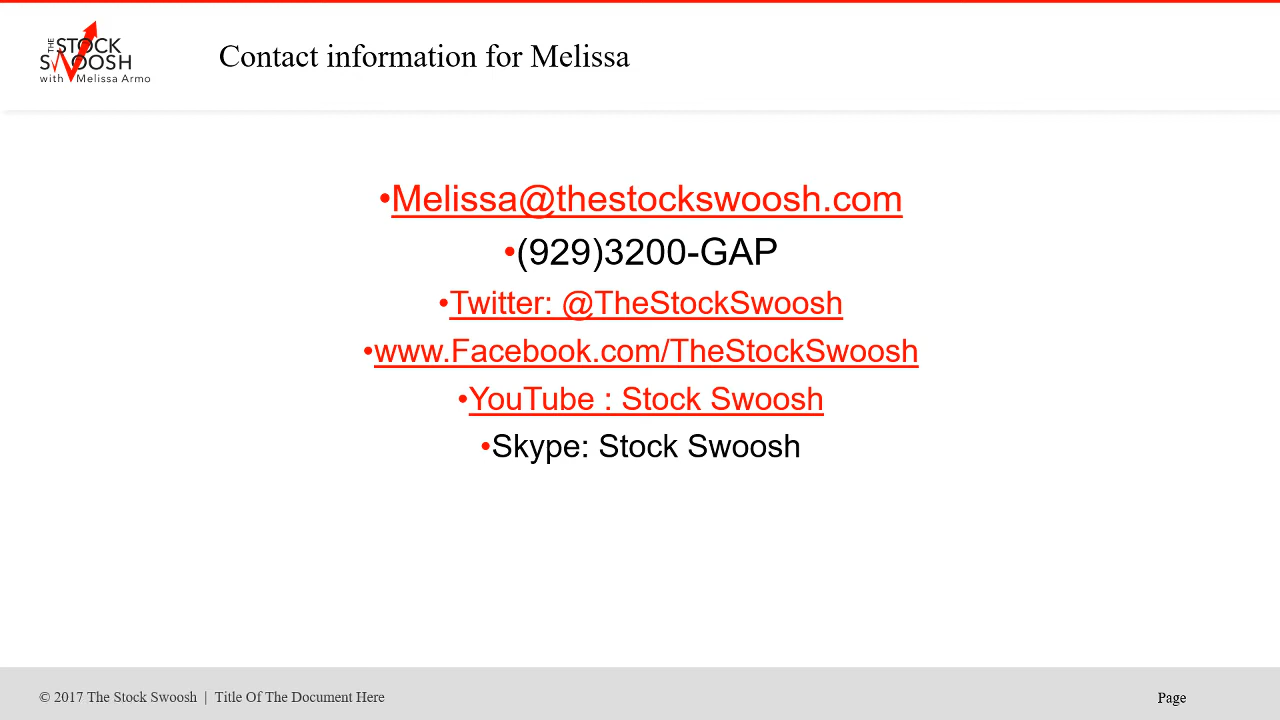 THE
STOCK
SWOOSH
with Melissa Armo
Contact information for Melissa
•Melissa@thestockswoosh.com
•(929)3200-GAP
•Twitter: @TheStockSwoosh
•www.Facebook.com/TheStockSwoosh
•YouTube : Stock Swoosh
•Skype: Stock Swoosh
© 2017 The Stock Swoosh | Title Of The Document Here
Page